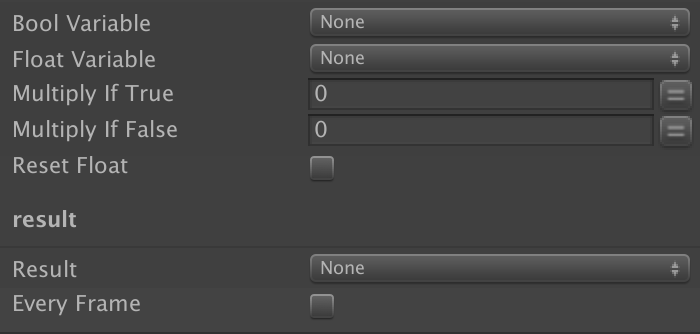 Bool Variable None
Float Variable None
Multiply If True 0
Multiply If False 0
Reset Float
result
Result None
Every Frame